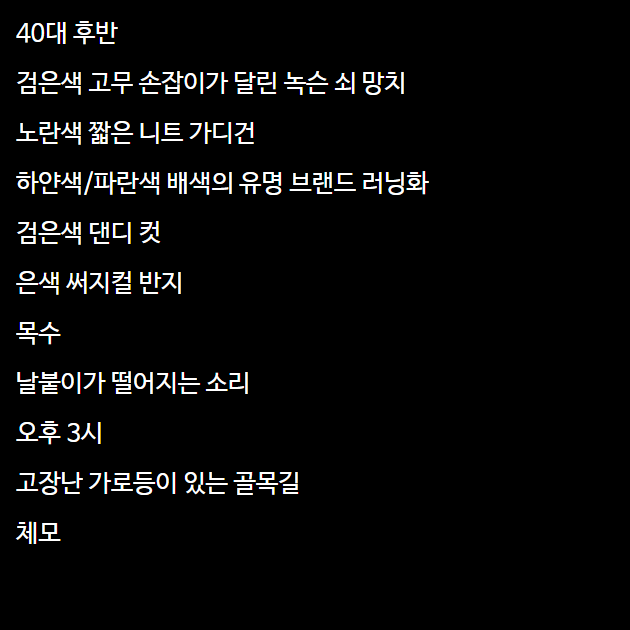 40대 후반
검은색 고무 손잡이가 달린 녹슨 쇠 망치
노란색 짧은 니트 가디건
하얀색/파란색 배색의 유명 브랜드 러닝화
검은색 댄디 컷
은색 써지컬 반지
목수
날붙이가 떨어지는 소리
오후 3시
고장난 가로등이 있는 골목길
체모